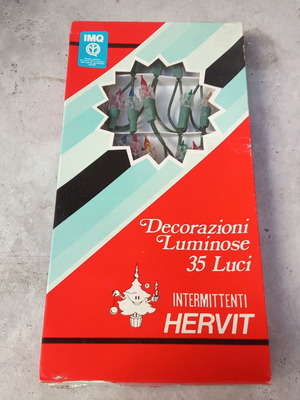 IMQ
Decorazioni
Luminose
35 Luci
INTERMITTENTI
HERVIT